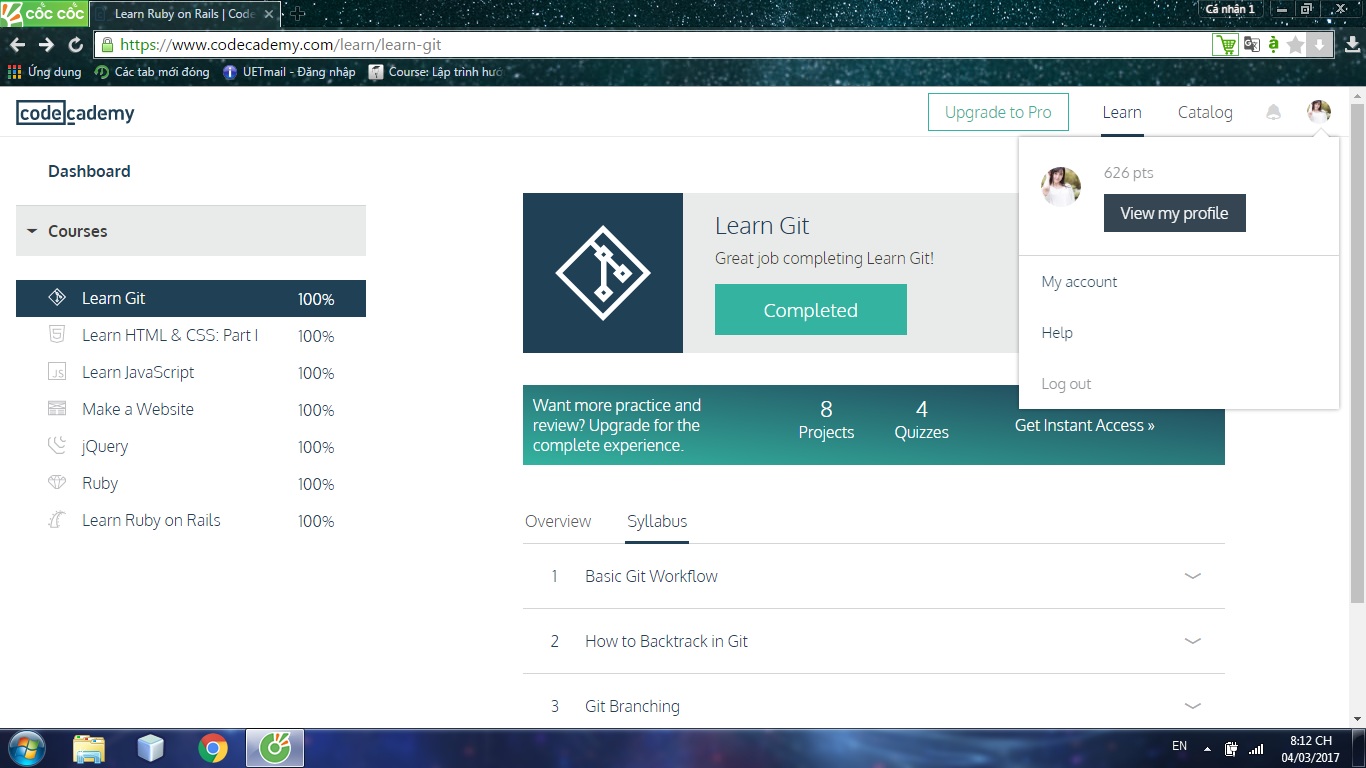 cốc cốc
Learn Ruby on Rails | Code
Cá nhân 1
https://www.codecademy.com/learn/learn-git
Ứng dụng
Các tab mới đóng
UETmail - Đăng nhập
Course: Lập trình hướ
codecademy
Upgrade to Pro
Learn
Catalog
Dashboard
Courses
Learn Git 100%
Learn HTML & CSS: Part I 100%
Learn JavaScript 100%
Make a Website 100%
jQuery 100%
Ruby 100%
Learn Ruby on Rails 100%
Learn Git
Great job completing Learn Git!
Completed
626 pts
View my profile
My account
Help
Log out
Want more practice and
review? Upgrade for the
complete experience.
8
Projects
4
Quizzes
Get Instant Access »
Overview
Syllabus
1 Basic Git Workflow
2 How to Backtrack in Git
3 Git Branching
EN
8:12 CH
04/03/2017